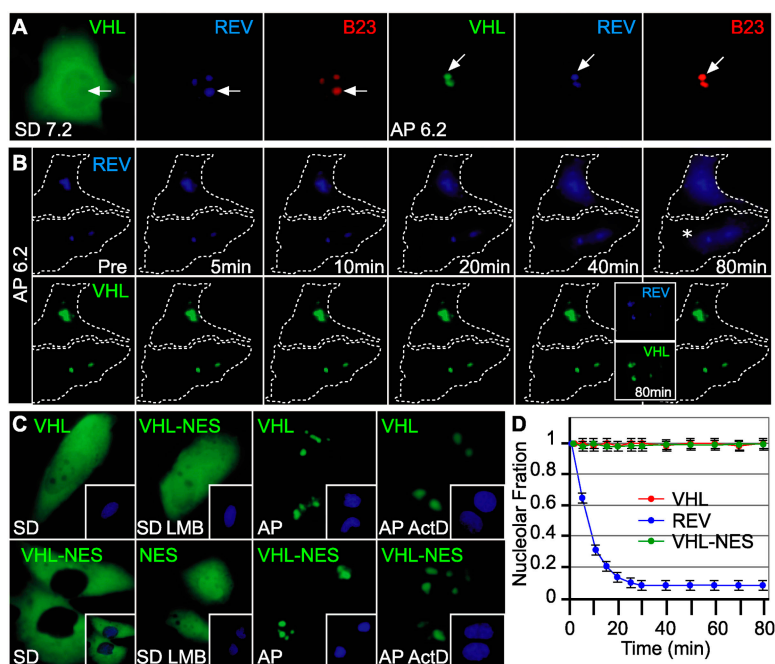 A VHL REV B23 VHL REV B23
SD 7.2 AP 6.2
B REV
AP 6.2
Pre 5min 10min 20min 40min 80min
*
VHL
REV
VHL
80min
C VHL VHL-NES VHL VHL
SD SD LMB AP AP ActD
VHL-NES NES VHL-NES VHL-NES
SD SD LMB AP AP ActD
D
Nucleolar Fration
1
0.8
0.6
0.4
0.2
0
VHL
REV
VHL-NES
0 20 40 60 80
Time (min)